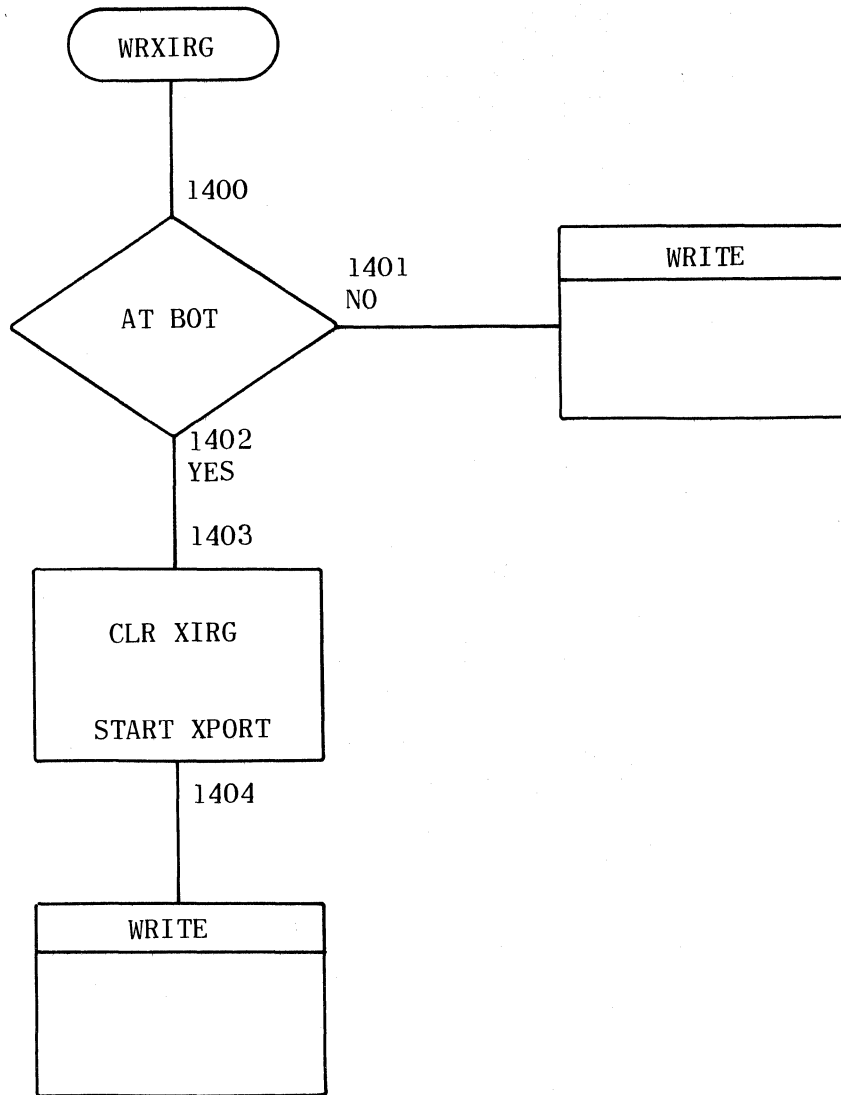 WRXIRG
1400
AT BOT
1401
NO
WRITE
1402
YES
1403
CLR XIRG
START XPORT
1404
WRITE